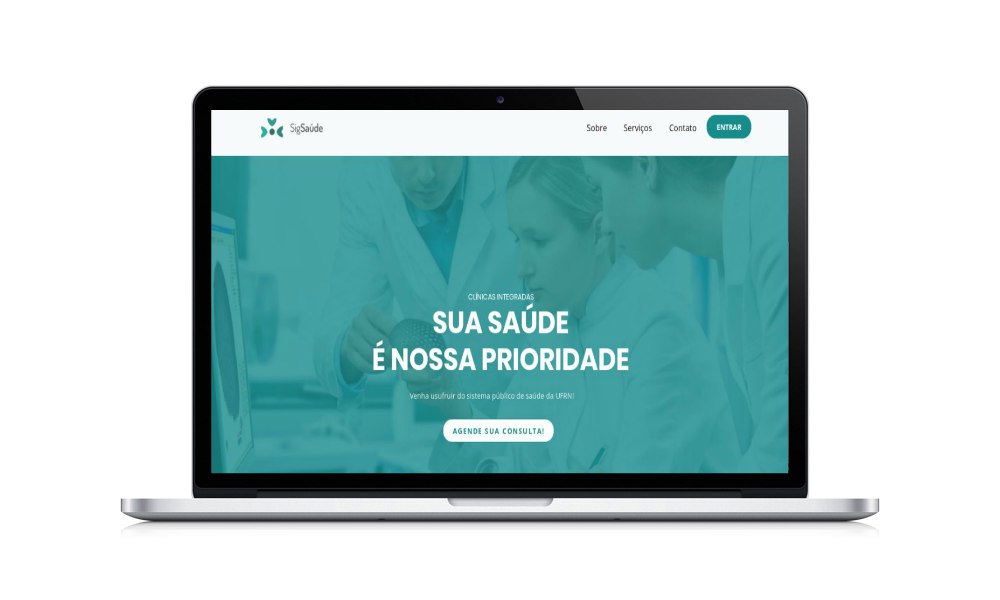 SigSaúde
Sobre Serviços Contato ENTRAR
CLÍNICAS INTEGRADAS
SUA SAÚDE
É NOSSA PRIORIDADE
Venha usufruir do sistema público de saúde da UFRN!
AGENDE SUA CONSULTA!